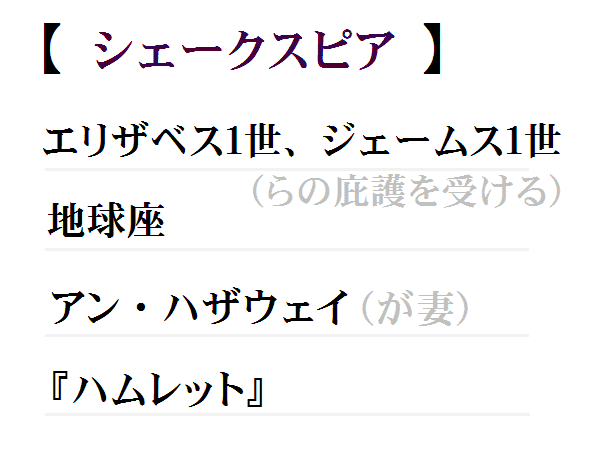 【 シェークスピア 】
エリザベス1世、ジェームス1世
(らの庇護を受ける)
地球座
アン・ハザウェイ(が妻)
『ハムレット』